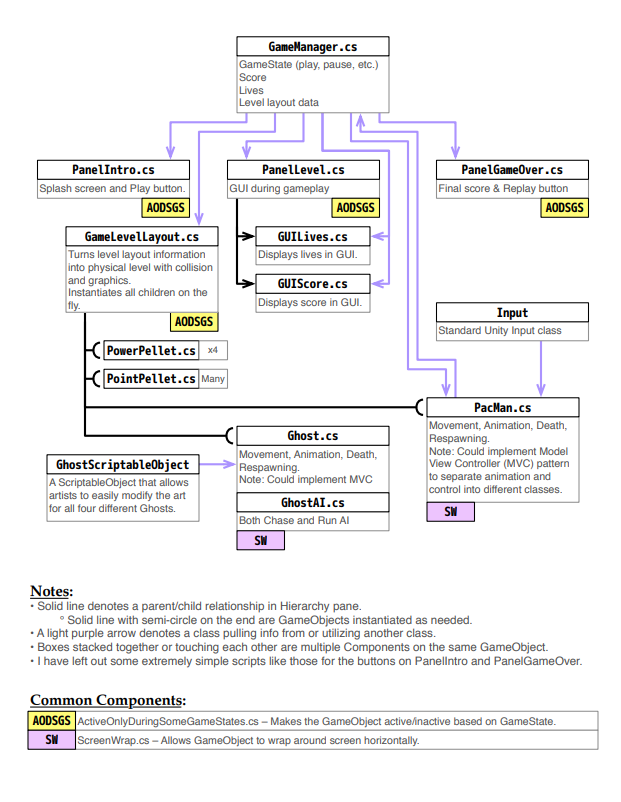 GameManager.cs
GameState (play, pause, etc.)
Score
Lives
Level layout data
PanelIntro.cs
Splash screen and Play button.
AODSGS
PanelLevel.cs
GUI during gameplay
AODSGS
PanelGameOver.cs
Final score & Replay button
AODSGS
GameLevelLayout.cs
Turns level layout information
into physical level with collision
and graphics.
Instantiates all children on the
fly.
AODSGS
GUILives.cs
Displays lives in GUI.
GUIScore.cs
Displays score in GUI.
Input
Standard Unity Input class
PowerPellet.cs x4
PointPellet.cs Many
PacMan.cs
Movement, Animation, Death,
Respawning.
Note: Could implement Model
View Controller (MVC) pattern
to separate animation and
control into different classes.
SW
Ghost.cs
Movement, Animation, Death,
Respawning.
Note: Could implement MVC
GhostScriptableObject
A ScriptableObject that allows
artists to easily modify the art
for all four different Ghosts.
GhostAI.cs
Both Chase and Run AI
SW
Notes:
• Solid line denotes a parent/child relationship in Hierarchy pane.
° Solid line with semi-circle on the end are GameObjects instantiated as needed.
• A light purple arrow denotes a class pulling info from or utilizing another class.
• Boxes stacked together or touching each other are multiple Components on the same GameObject.
• I have left out some extremely simple scripts like those for the buttons on PanelIntro and PanelGameOver.
Common Components:
AODSGS ActiveOnlyDuringSomeGameStates.cs – Makes the GameObject active/inactive based on GameState.
SW ScreenWrap.cs – Allows GameObject to wrap around screen horizontally.